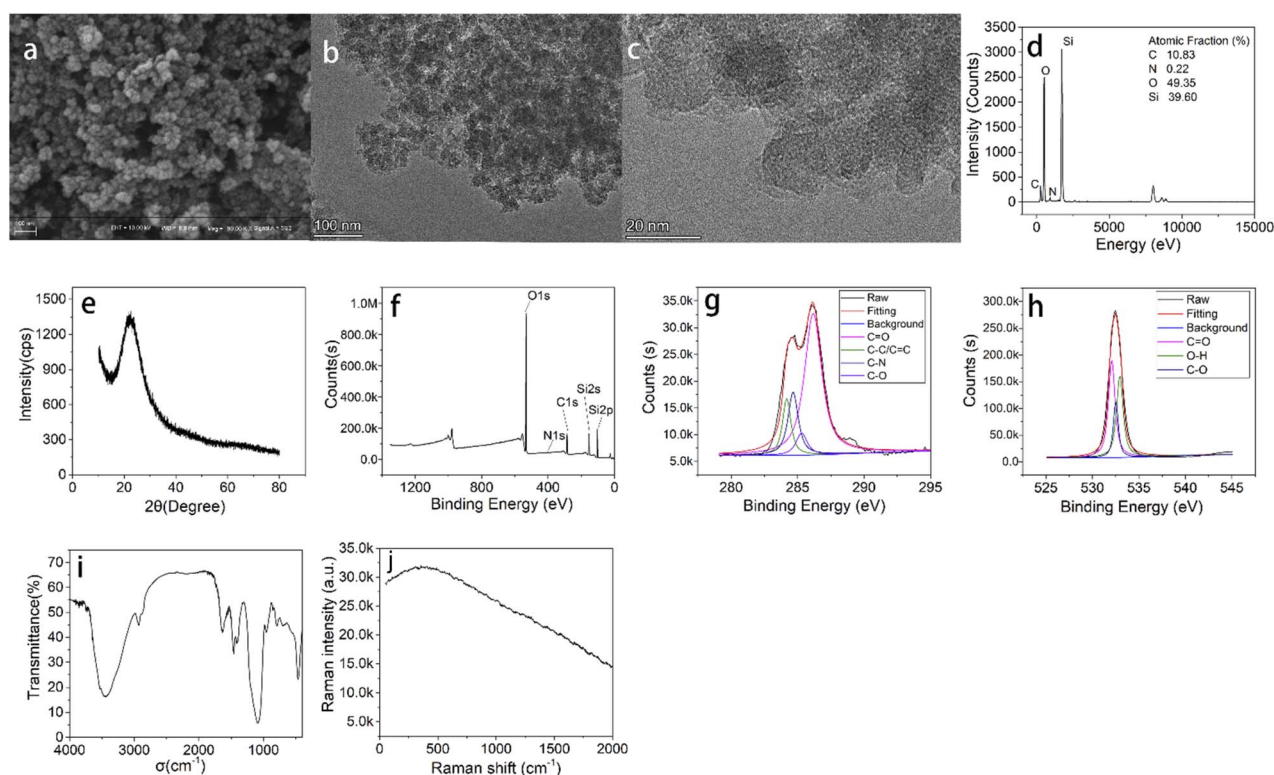 a
100 nm
EHT = 10.00 kV
b
100 nm
c
20 nm
d
Si
O
C
N
Atomic Fraction (%)
C 10.83
N 0.22
O 49.35
Si 39.60
3500
3000
2500
2000
1500
1000
500
0
Intensity (Counts)
0 5000 10000 15000
Energy (eV)
e
1500
1200
900
600
300
0
Intensity(cps)
0 20 40 60 80
2θ(Degree)
f
O1s
Si2s
C1s
Si2p
N1s
1.0M
800.0k
600.0k
400.0k
200.0k
0.0
Counts(s)
1200 800 400 0
Binding Energy (eV)
g
Raw
Fitting
Background
C=O
C-C/C=C
C-N
C-O
35.0k
30.0k
25.0k
20.0k
15.0k
10.0k
5.0k
Counts (s)
280 285 290 295
Binding Energy (eV)
h
Raw
Fitting
Background
C=O
O-H
C-O
300.0k
250.0k
200.0k
150.0k
100.0k
50.0k
0.0
Counts (s)
525 530 535 540 545
Binding Energy (eV)
i
70
60
50
40
30
20
10
0
Transmittance(%)
4000 3000 2000 1000
σ(cm⁻¹)
j
35.0k
30.0k
25.0k
20.0k
15.0k
10.0k
5.0k
Raman intensity (a.u.)
0 500 1000 1500 2000
Raman shift (cm⁻¹)